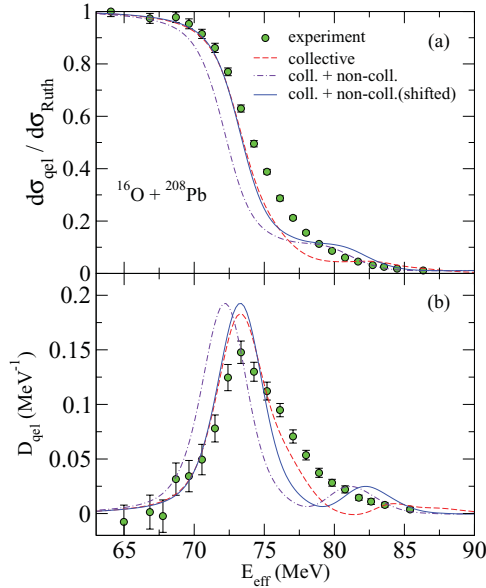 1
0.8
0.6
0.4
0.2
0
dσqel / dσRuth
experiment
collective
coll. + non-coll.
coll. + non-coll.(shifted)
(a)
¹⁶O + ²⁰⁸Pb
0.2
0.15
0.1
0.05
0
Dqel (MeV⁻¹)
(b)
65 70 75 80 85 90
Eeff (MeV)